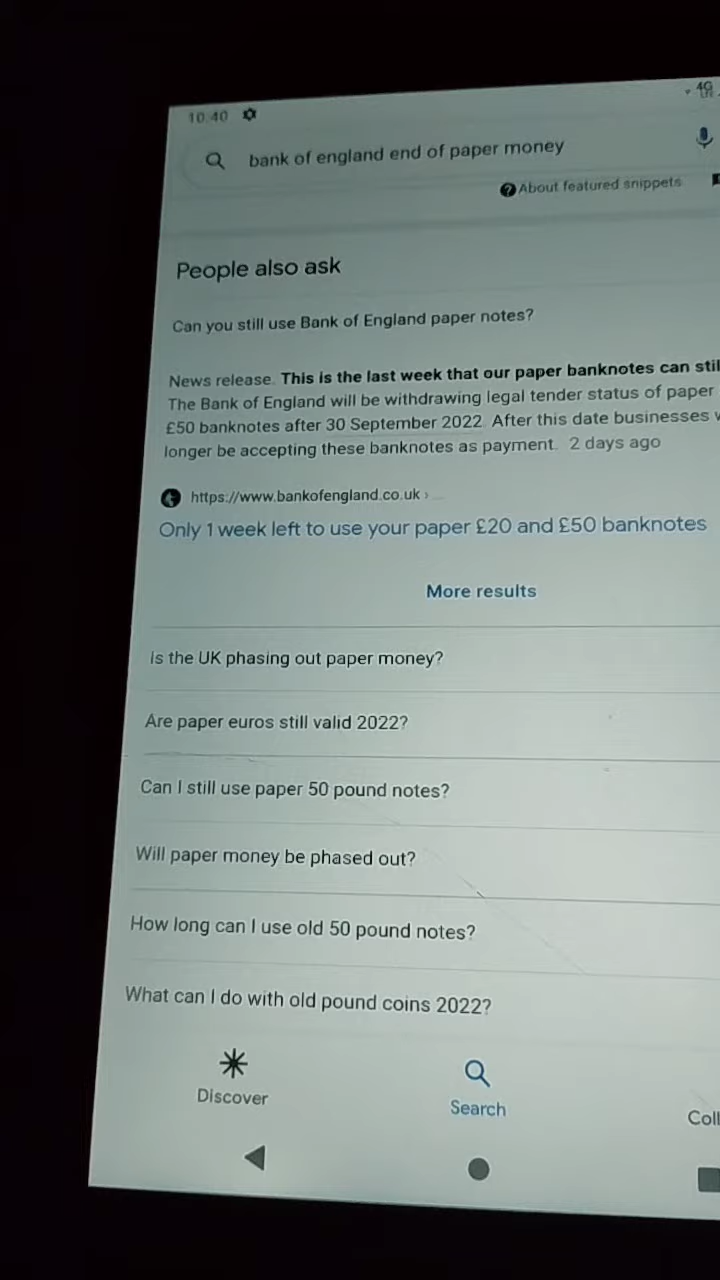 10:40
4G
bank of england end of paper money
About featured snippets
People also ask
Can you still use Bank of England paper notes?
News release. This is the last week that our paper banknotes can
The Bank of England will be withdrawing legal tender status of paper
£50 banknotes after 30 September 2022. After this date businesses
longer be accepting these banknotes as payment. 2 days ago
https://www.bankofengland.co.uk ›
Only 1 week left to use your paper £20 and £50 banknotes
More results
Is the UK phasing out paper money?
Are paper euros still valid 2022?
Can I still use paper 50 pound notes?
Will paper money be phased out?
How long can I use old 50 pound notes?
What can I do with old pound coins 2022?
Discover
Search
Coll